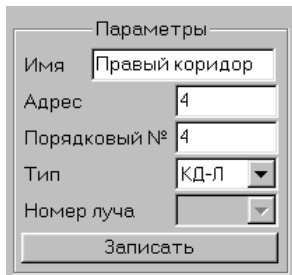 Параметры
Имя Правый коридор
Адрес 4
Порядковый № 4
Тип КД-Л
Номер луча
Записать